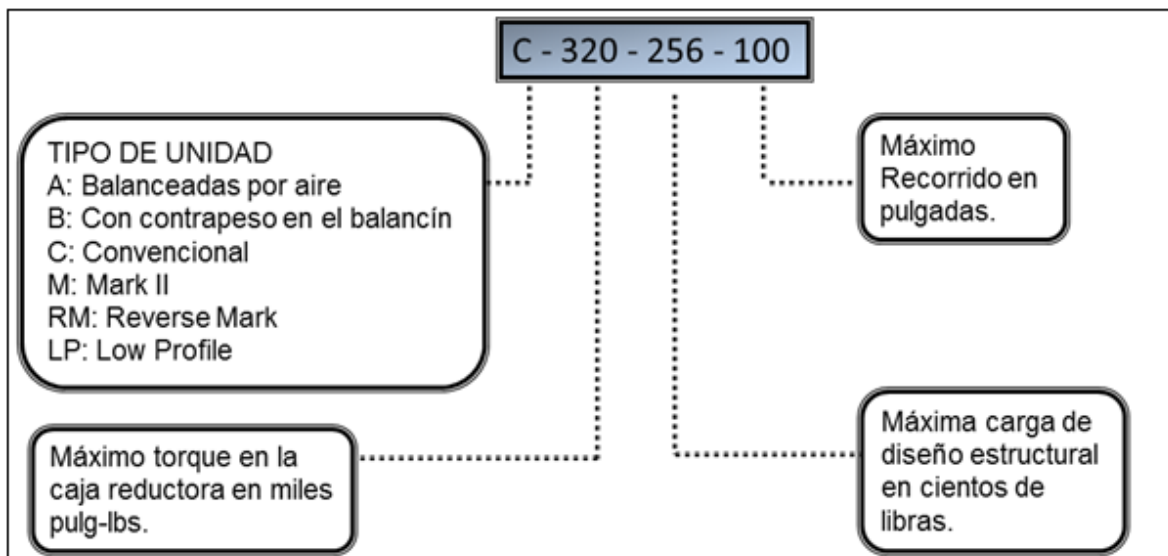 C - 320 - 256 - 100
TIPO DE UNIDAD
A: Balanceadas por aire
B: Con contrapeso en el balancín
C: Convencional
M: Mark II
RM: Reverse Mark
LP: Low Profile
Máximo
Recorrido en
pulgadas.
Máximo torque en la
caja reductora en miles
pulg-lbs.
Máxima carga de
diseño estructural
en cientos de
libras.